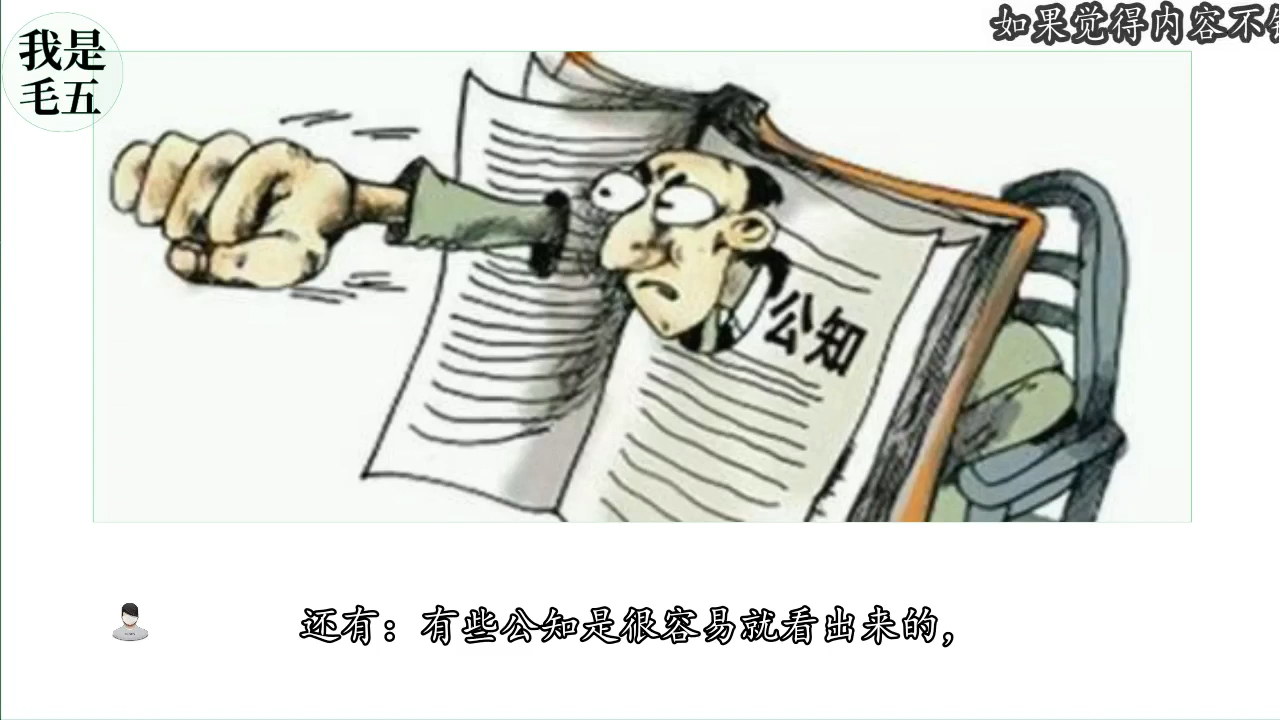 我是
毛五
如果觉得内容不
公知
还有：有些公知是很容易就看出来的，